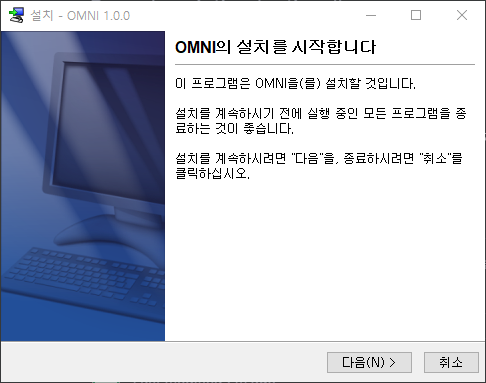 설치 - OMNI 1.0.0
OMNI의 설치를 시작합니다
이 프로그램은 OMNI을(를) 설치할 것입니다.
설치를 계속하시기 전에 실행 중인 모든 프로그램을 종
료하는 것이 좋습니다.
설치를 계속하시려면 "다음"을, 종료하시려면 "취소"를
클릭하십시오.
다음(N) > 취소